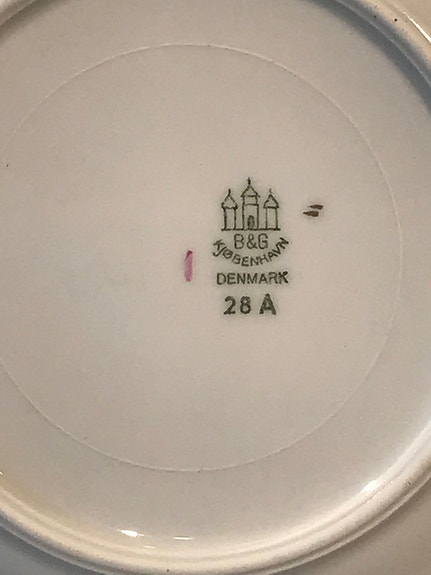 B&G
KJØBENHAVN
DENMARK
28 A